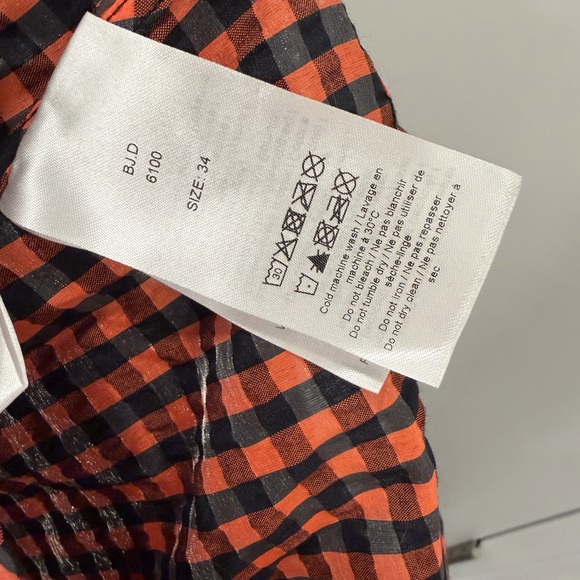 BJ.D
6100
SIZE: 34
30
Cold machine wash / Lavage en
machine à 30°C
Do not bleach / Ne pas blanchir
Do not tumble dry / Ne pas utiliser de
sèche-linge
Do not iron / Ne pas repasser
Do not dry clean / Ne pas nettoyer à
sec